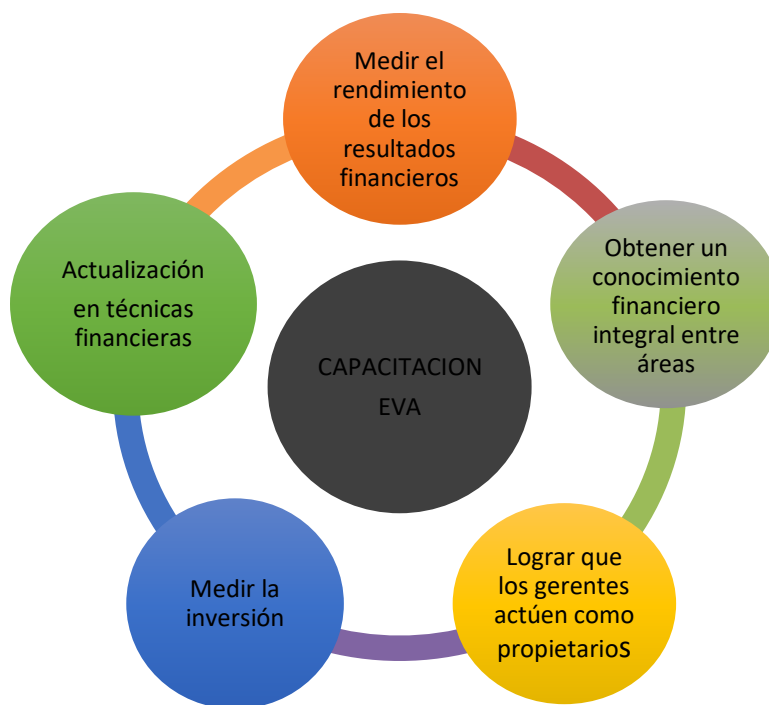 Medir el
rendimiento
de los
resultados
financieros
Obtener un
conocimiento
financiero
integral entre
áreas
Lograr que
los gerentes
actúen como
propietarios
Medir la
inversión
Actualización
en técnicas
financieras
CAPACITACION
EVA